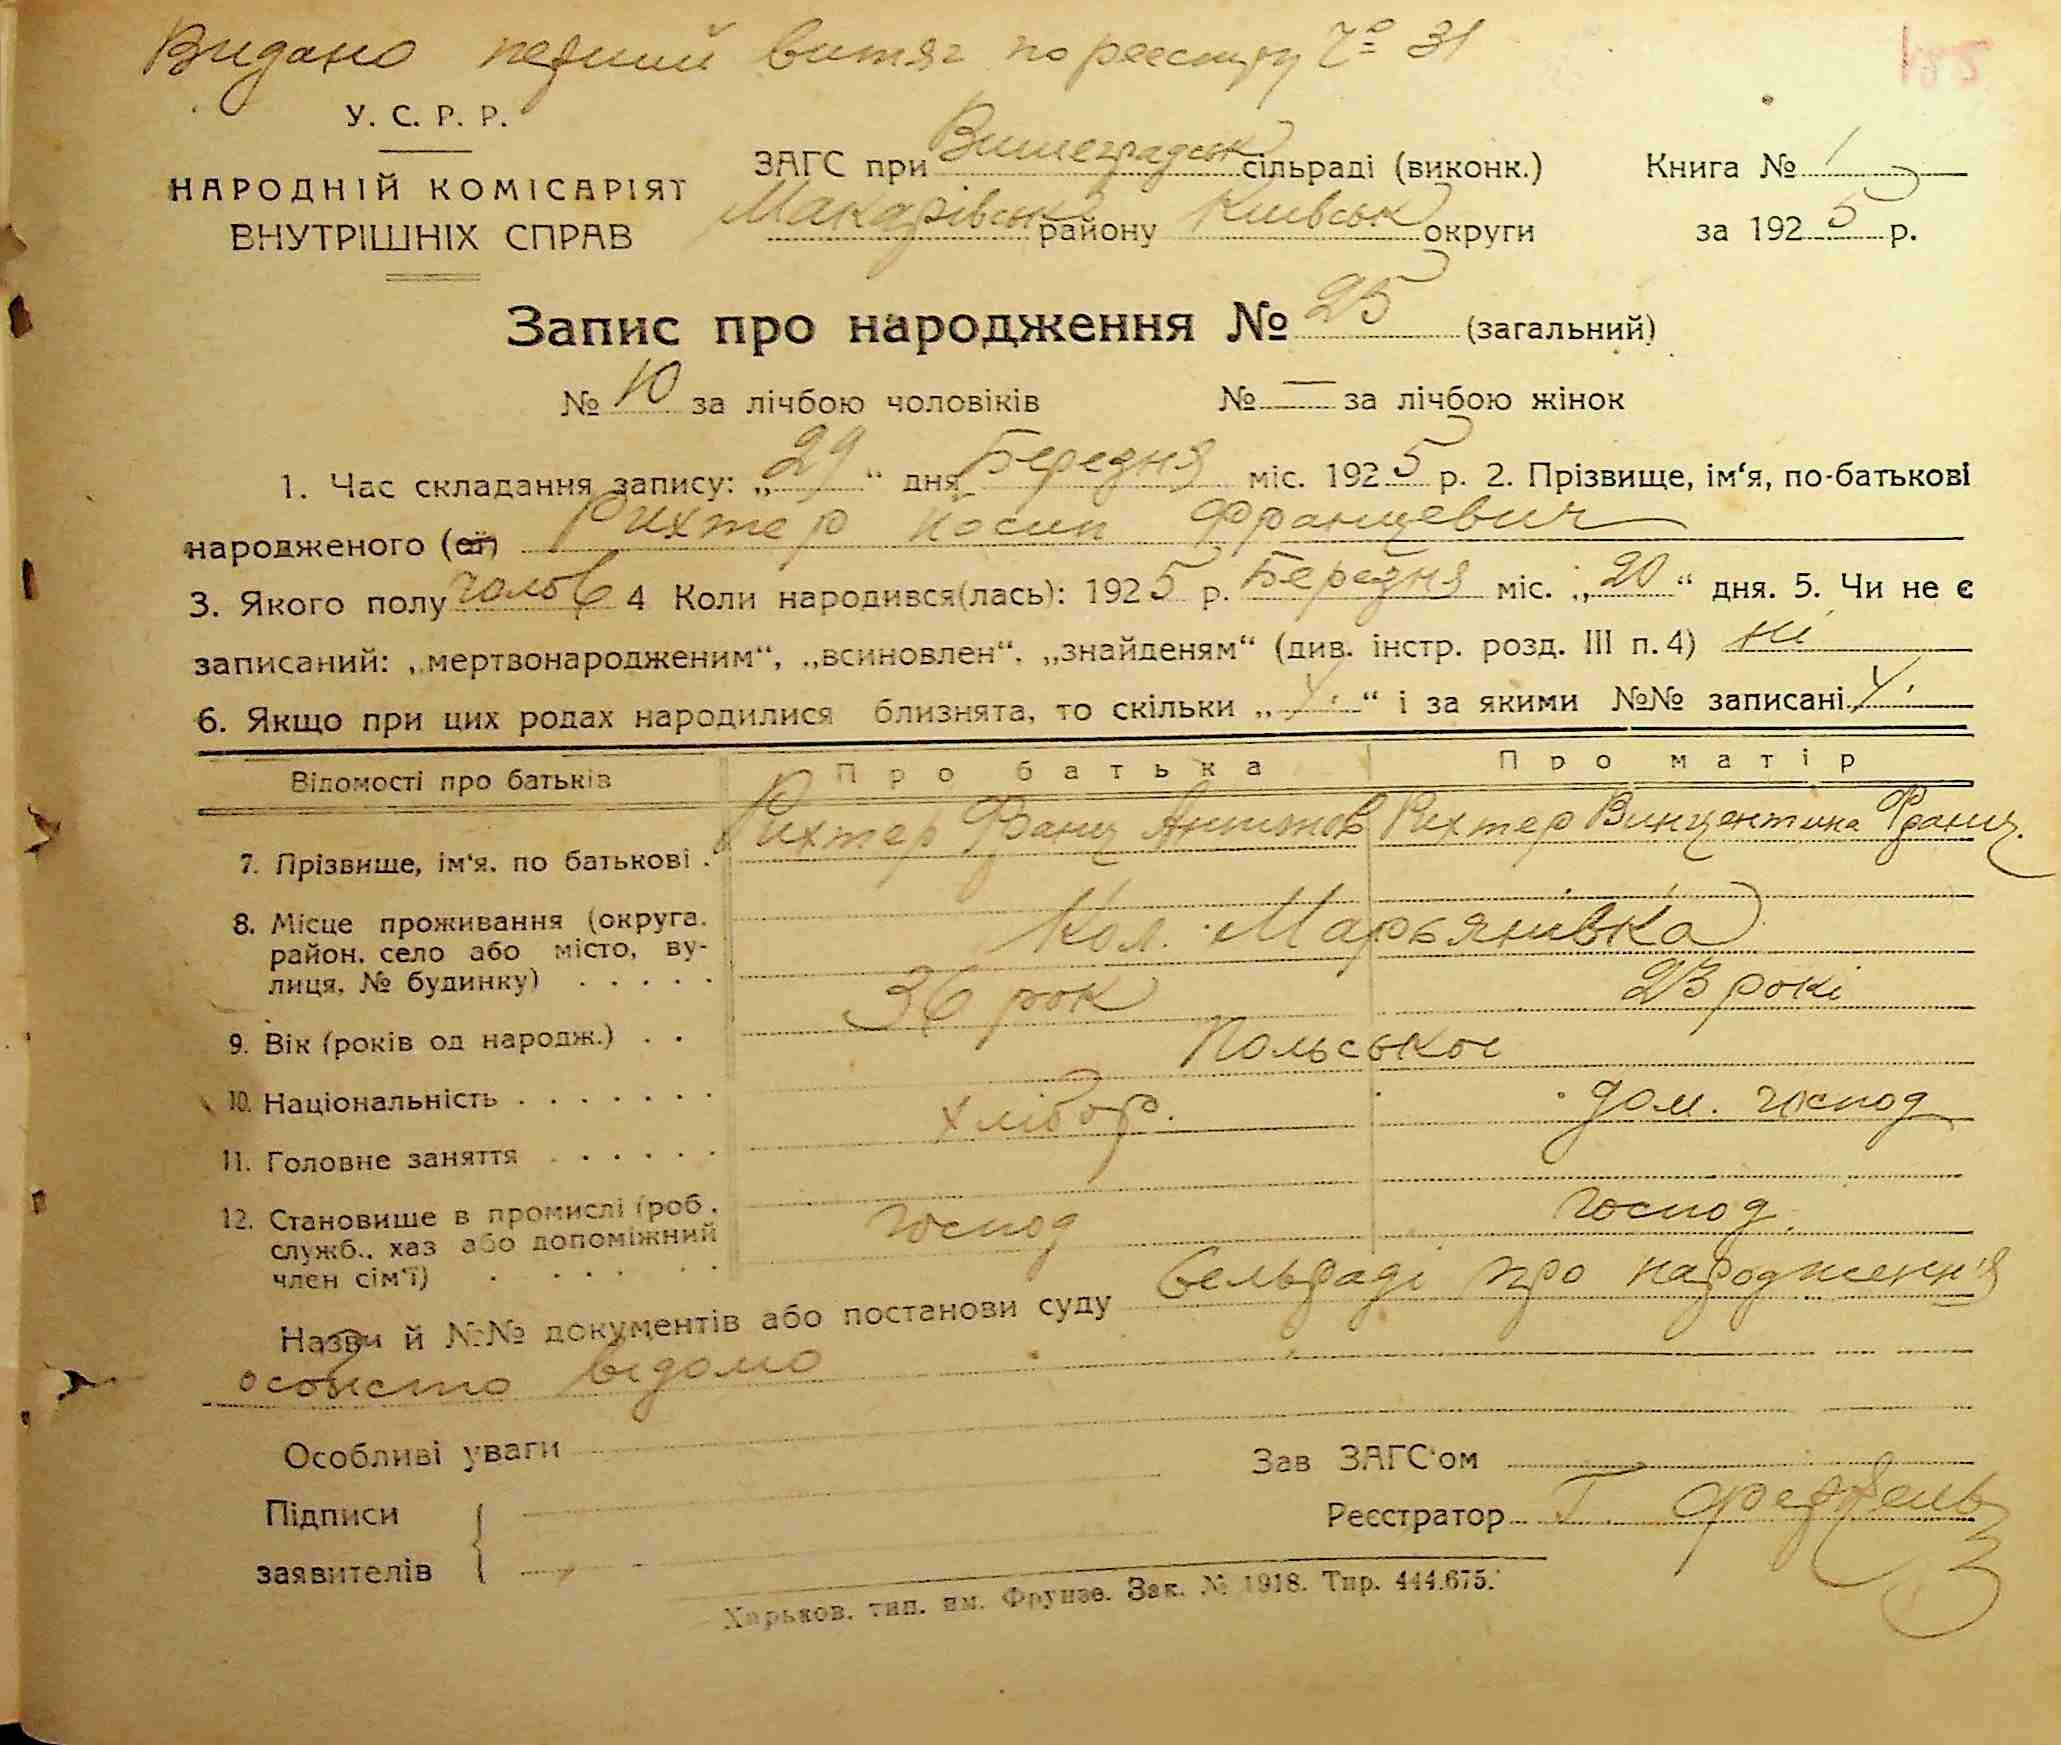 Видано перший витяг по реєстру № 31
185
У. С. Р. Р.
НАРОДНІЙ КОМІСАРІЯТ
ВНУТРІШНІХ СПРАВ
ЗАГС при Вишеградськ сільраді (виконк.) Книга № 1
Макарівськ району Київськ округи за 1925 р.
Запис про народження № 25 (загальний)
№ 10 за лічбою чоловіків № — за лічбою жінок
1. Час складання запису: „29“ дня Березня міс. 1925 р. 2. Прізвище, ім‘я, по-батькові
народженого (ої) Рихтер Йосип Францевич
3. Якого полу чолов 4 Коли народився(лась): 1925 р. Березня міс. „20“ дня. 5. Чи не є
записаний: „мертвонародженим“, „всиновлен“, „знайденям“ (див. інстр. розд. III п. 4) ні
6. Якщо при цих родах народилися близнята, то скільки „ “ і за якими №№ записані
Відомості про батьків Про батька Про матір
7. Прізвище, ім‘я, по батькові . Рихтер Франц Антонов Рихтер Винцентина Франц.
8. Місце проживання (округа, район, село або місто, ву-
лиця, № будинку) . . . . . Кол. Марьянивка
9. Вік (років од народж.) . . 36 рок 23 рокі
10. Національність . . . . . . . Польськое
11. Головне заняття . . . . . . хлібор. дом. господ
12. Становище в промислі (роб.,
служб., хаз або допоміжний
член сім‘ї) . . . . . . господ господ.
Назви й №№ документів або постанови суду Сельраді про народження
особисто відомо
Особливі уваги
Зав ЗАГС‘ом
Підписи
заявителів
Реєстратор Г.
Харьков, тип. им. Фрунзе. Зак. № 1918. Тир. 444.675.